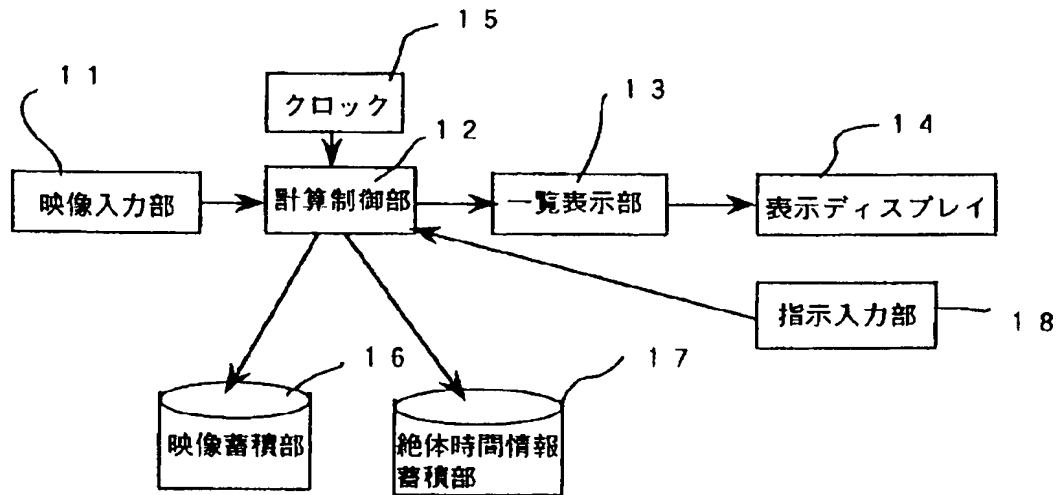 １５
１１
１３
クロック
１２
１４
映像入力部
計算制御部
一覧表示部
表示ディスプレイ
指示入力部
１８
１６
１７
映像蓄積部
絶体時間情報
蓄積部